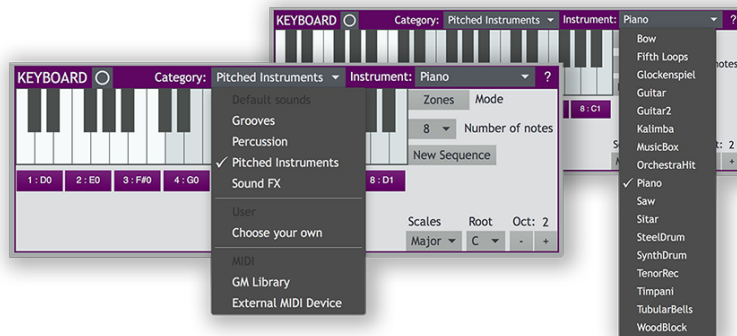 KEYBOARD Category: Pitched Instruments Instrument: Piano ?
Bow
Fifth Loops
Glockenspiel
Guitar
Guitar2
Kalimba
MusicBox
OrchestraHit
Piano
Saw
Sitar
SteelDrum
SynthDrum
TenorRec
Timpani
TubularBells
WoodBlock
8 : C1
2
+
KEYBOARD Category: Pitched Instruments Instrument: Piano ?
Default sounds
Grooves
Percussion
Pitched Instruments
Sound FX
User
Choose your own
MIDI
GM Library
External MIDI Device
Zones Mode
8 Number of notes
New Sequence
1 : D0 2 : E0 3 : F#0 4 : G0 8 : D1
Scales Root Oct: 2
Major C - +